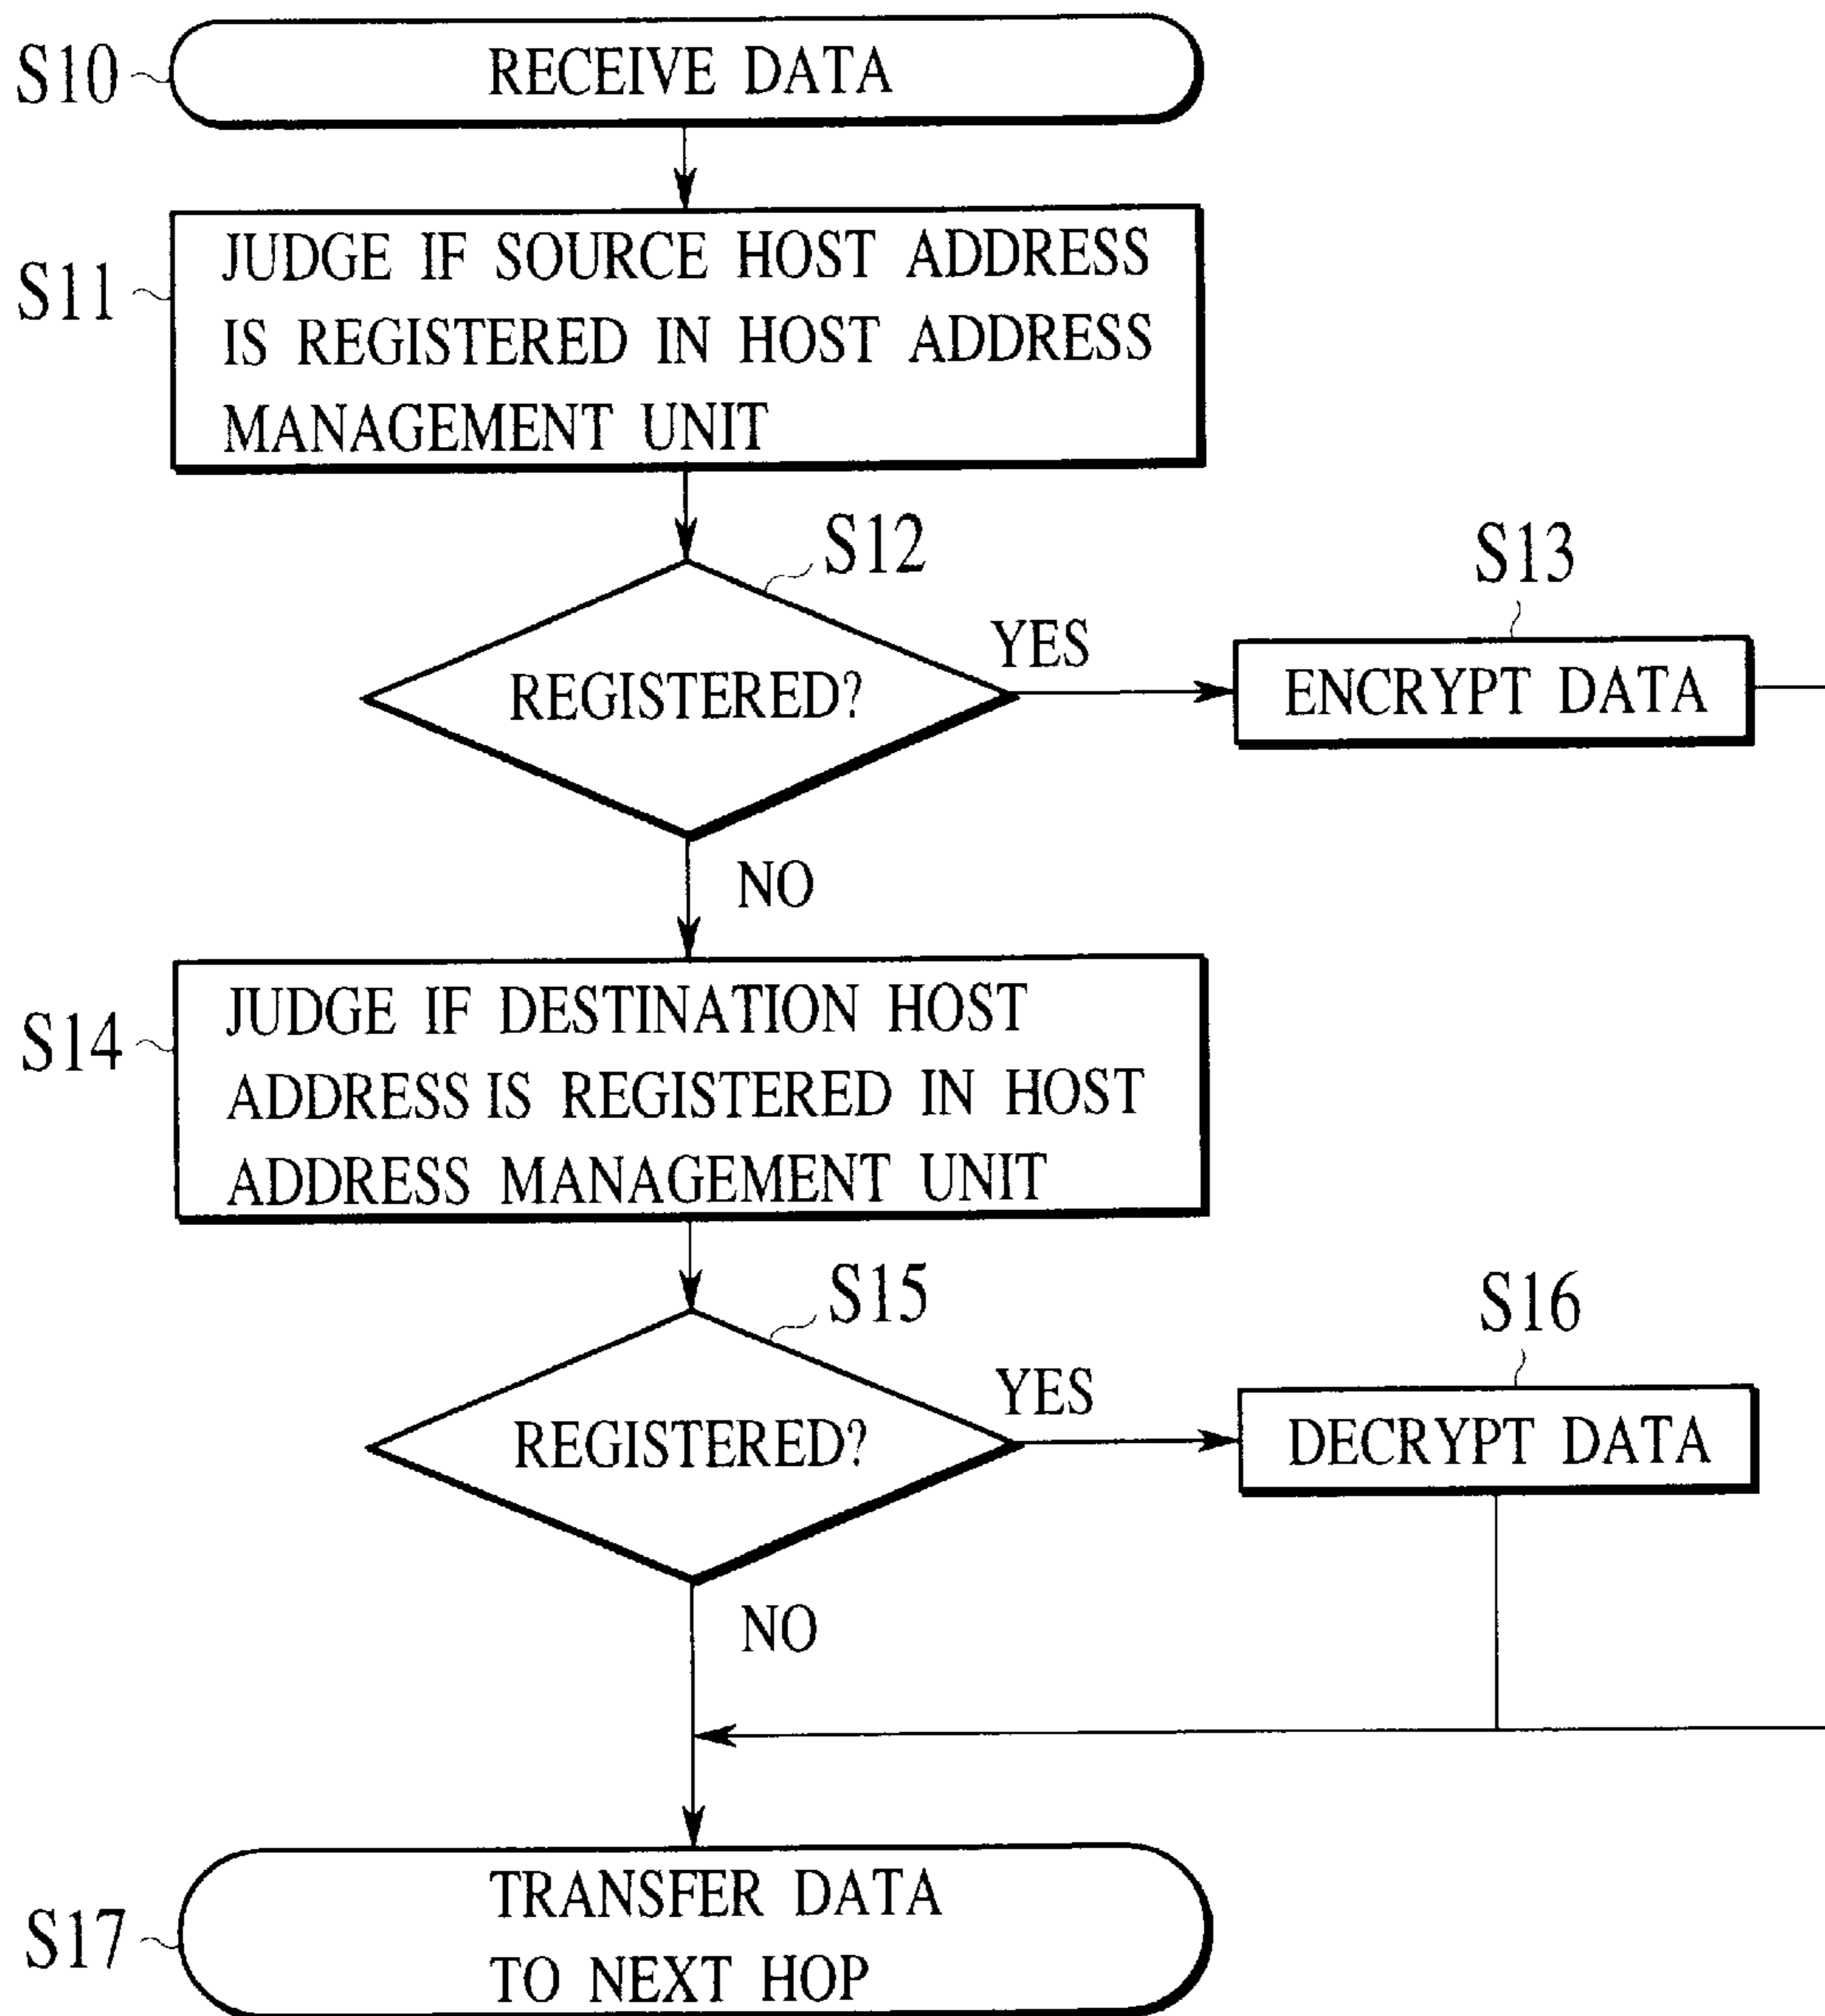 S10
RECEIVE DATA
S11
JUDGE IF SOURCE HOST ADDRESS
IS REGISTERED IN HOST ADDRESS
MANAGEMENT UNIT
S12
REGISTERED?
YES
S13
ENCRYPT DATA
NO
S14
JUDGE IF DESTINATION HOST
ADDRESS IS REGISTERED IN HOST
ADDRESS MANAGEMENT UNIT
S15
REGISTERED?
YES
S16
DECRYPT DATA
NO
S17
TRANSFER DATA
TO NEXT HOP